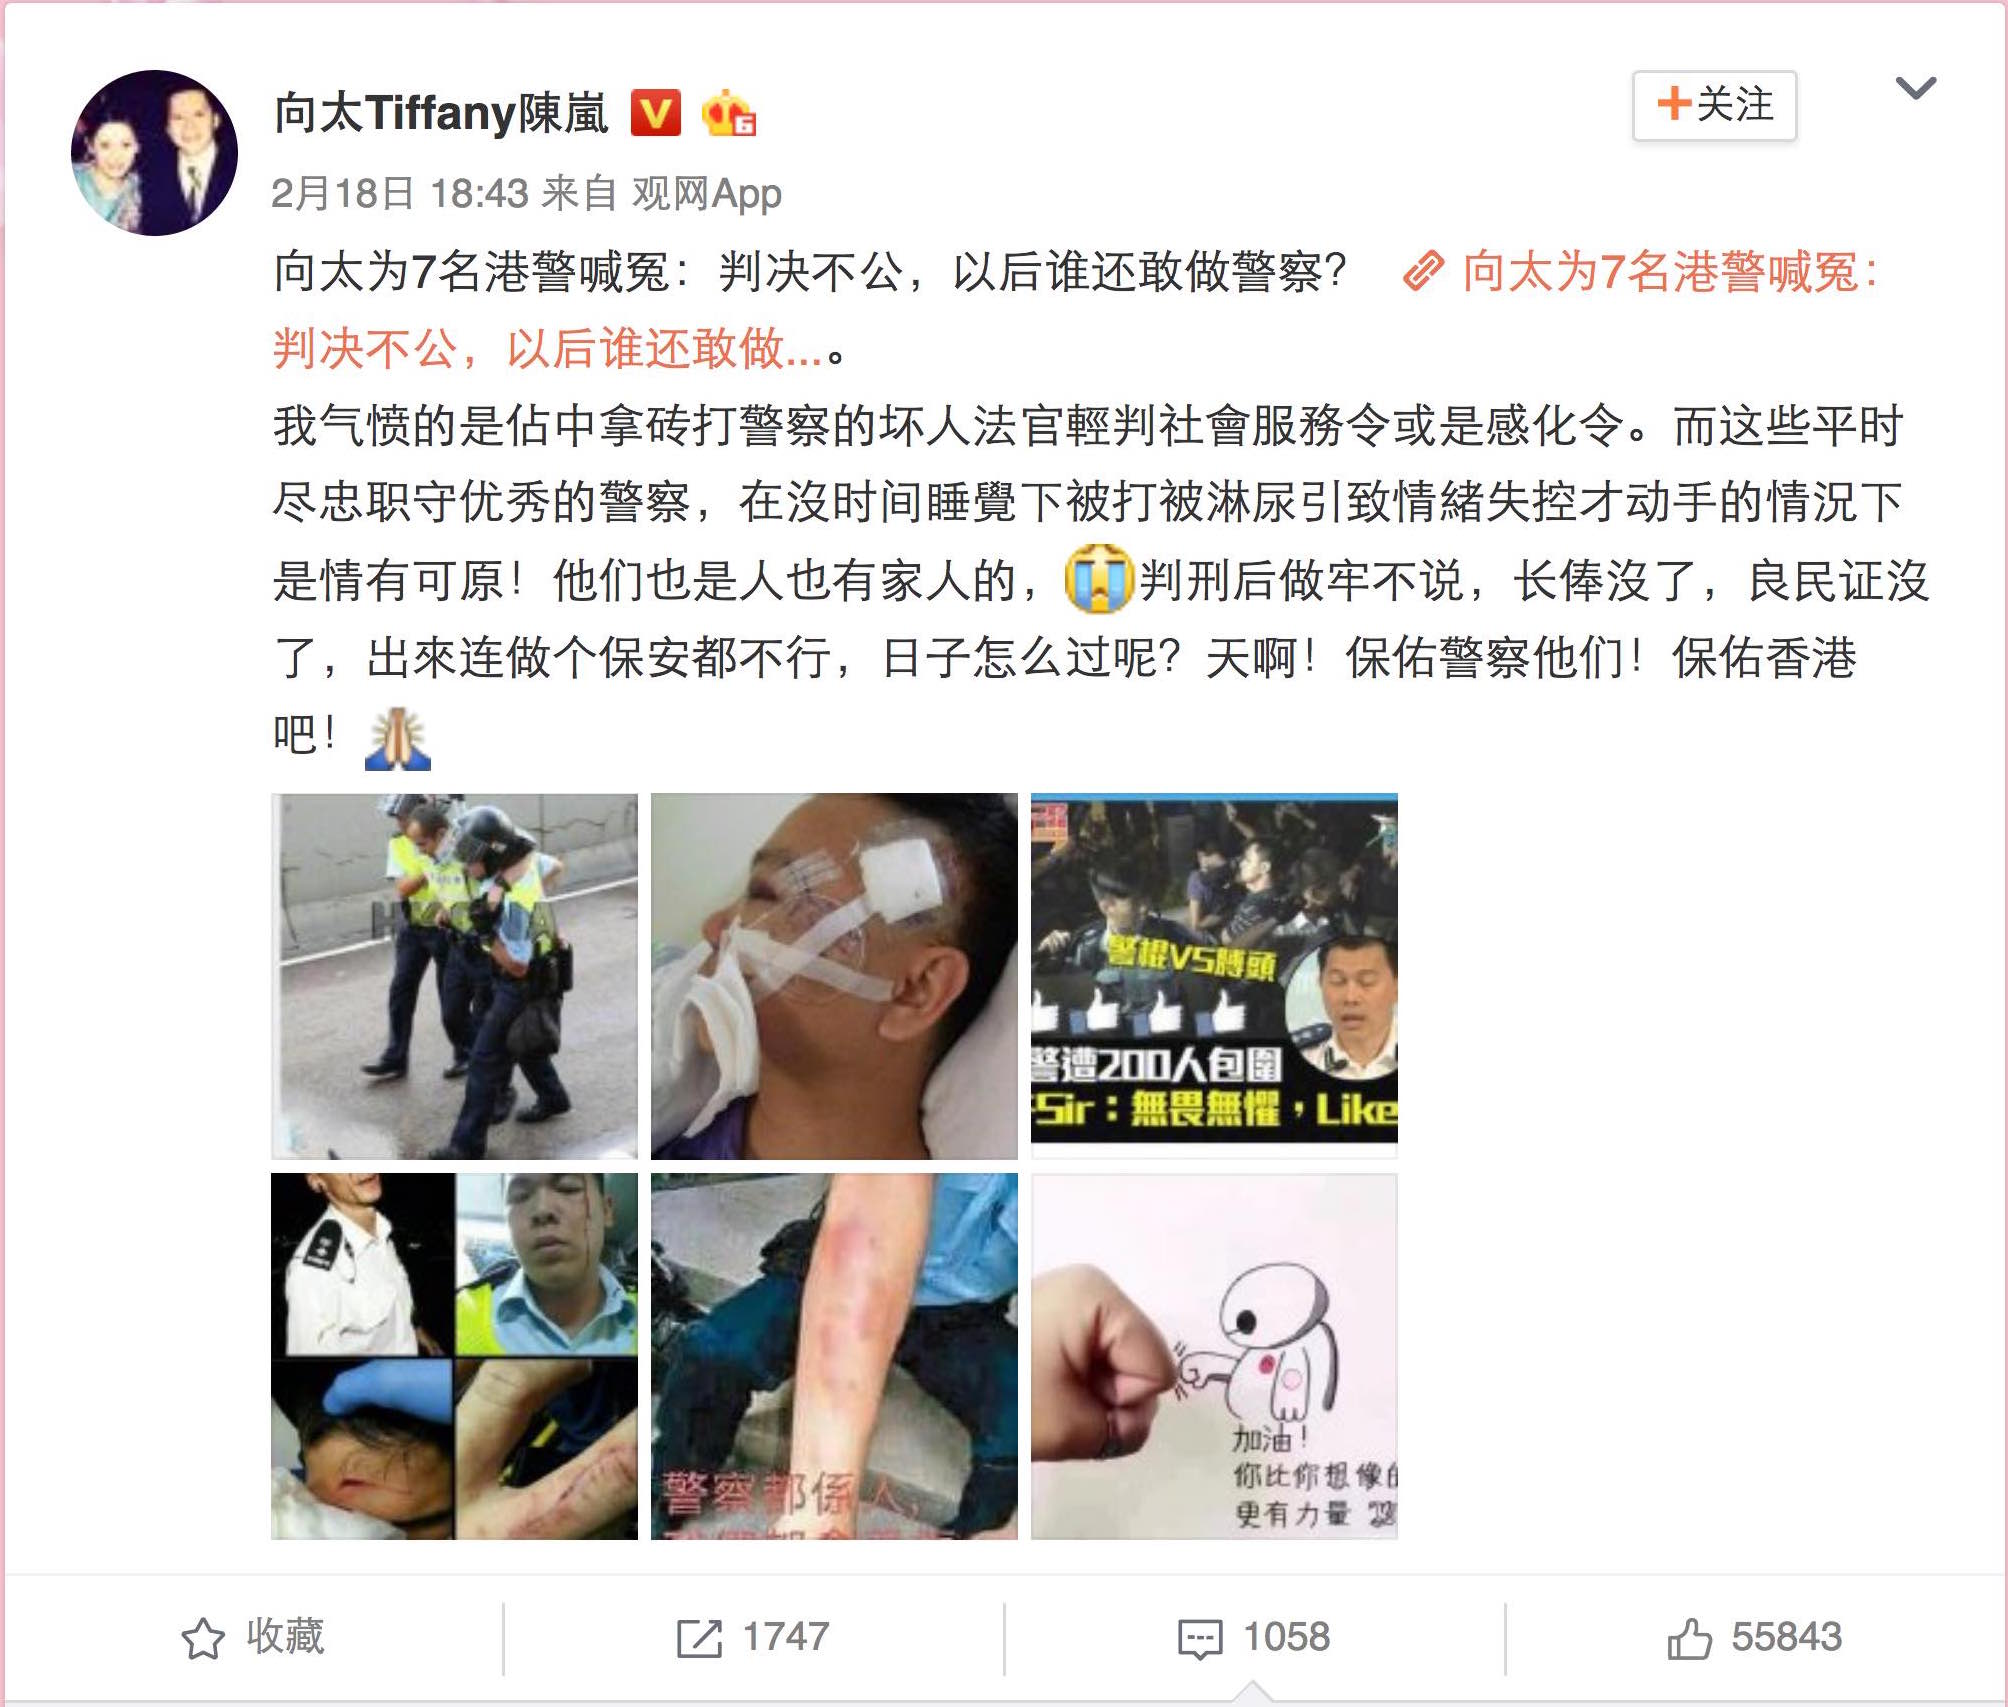 向太Tiffany陳嵐
+关注
2月18日 18:43 来自 观网App
向太为7名港警喊冤：判决不公，以后谁还敢做警察？ 向太为7名港警喊冤：
判决不公，以后谁还敢做...。
我气愤的是佔中拿砖打警察的坏人法官輕判社會服務令或是感化令。而这些平时
尽忠职守优秀的警察，在沒时间睡覺下被打被淋尿引致情緒失控才动手的情況下
是情有可原！他们也是人也有家人的，😭判刑后做牢不说，长俸沒了，良民证沒
了，出來连做个保安都不行，日子怎么过呢？天啊！保佑警察他们！保佑香港
吧！🙏
警棍VS膊頭
警遭200人包圍
Sir：無畏無懼，Like
警察都係人，
加油！
你比你想像的
更有力量
收藏
1747
1058
55843